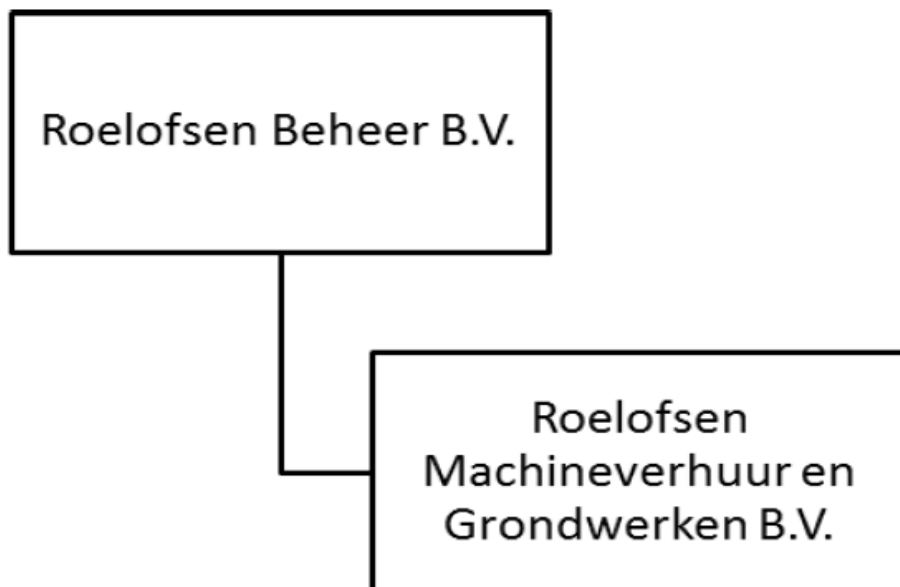 Roelofsen Beheer B.V.
Roelofsen
Machineverhuur en
Grondwerken B.V.